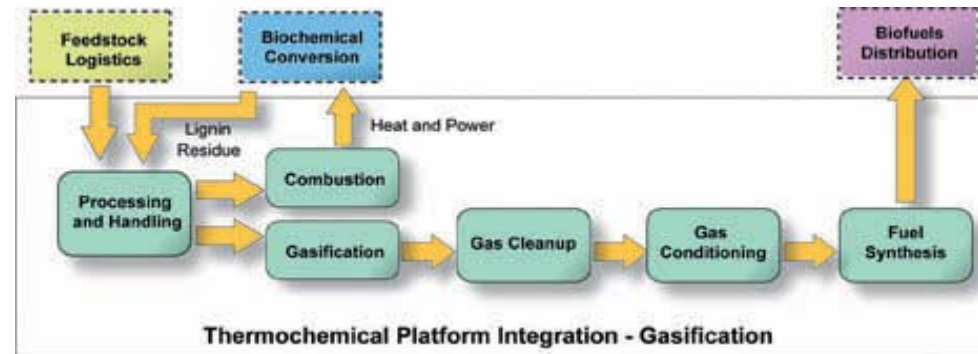 Feedstock
Logistics
Biochemical
Conversion
Biofuels
Distribution
Lignin
Residue
Heat and Power
Processing
and Handling
Combustion
Gasification
Gas Cleanup
Gas
Conditioning
Fuel
Synthesis
Thermochemical Platform Integration - Gasification